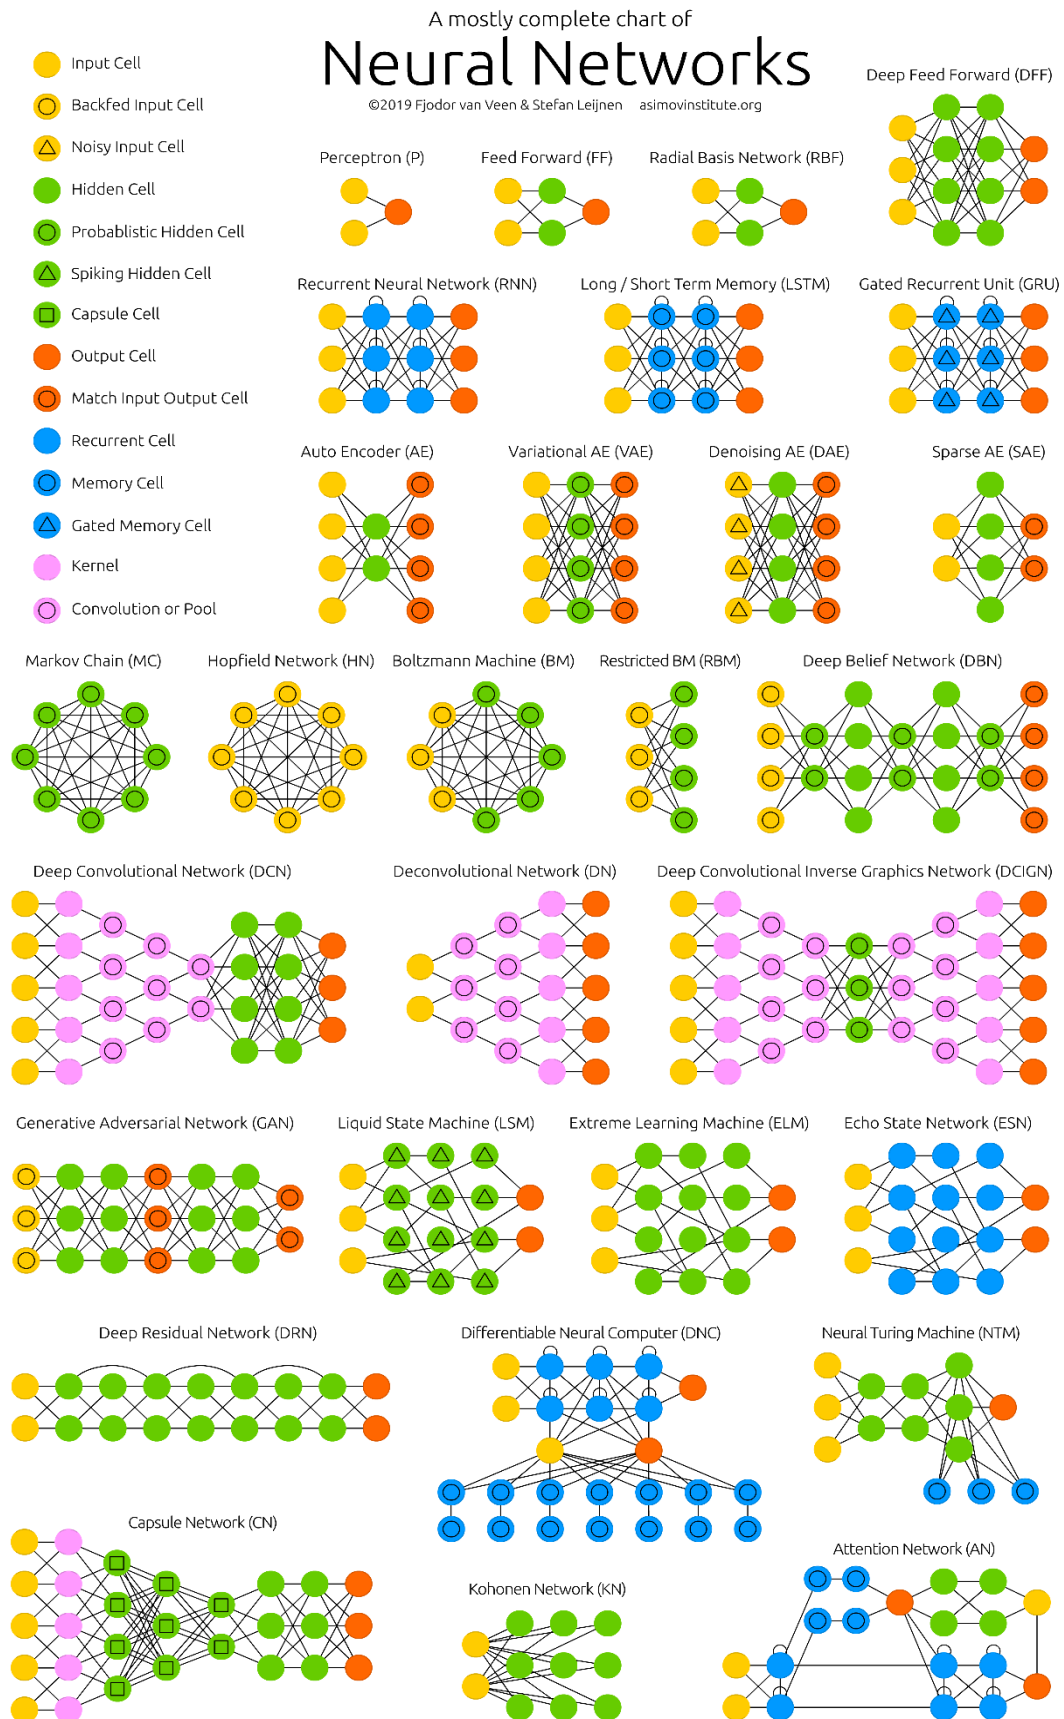 A mostly complete chart of
Neural Networks
©2019 Fjodor van Veen & Stefan Leijnen asimovinstitute.org
Input Cell
Backfed Input Cell
Noisy Input Cell
Hidden Cell
Probablistic Hidden Cell
Spiking Hidden Cell
Capsule Cell
Output Cell
Match Input Output Cell
Recurrent Cell
Memory Cell
Gated Memory Cell
Kernel
Convolution or Pool
Deep Feed Forward (DFF)
Perceptron (P)
Feed Forward (FF)
Radial Basis Network (RBF)
Recurrent Neural Network (RNN)
Long / Short Term Memory (LSTM)
Gated Recurrent Unit (GRU)
Auto Encoder (AE)
Variational AE (VAE)
Denoising AE (DAE)
Sparse AE (SAE)
Markov Chain (MC)
Hopfield Network (HN)
Boltzmann Machine (BM)
Restricted BM (RBM)
Deep Belief Network (DBN)
Deep Convolutional Network (DCN)
Deconvolutional Network (DN)
Deep Convolutional Inverse Graphics Network (DCIGN)
Generative Adversarial Network (GAN)
Liquid State Machine (LSM)
Extreme Learning Machine (ELM)
Echo State Network (ESN)
Deep Residual Network (DRN)
Differentiable Neural Computer (DNC)
Neural Turing Machine (NTM)
Capsule Network (CN)
Kohonen Network (KN)
Attention Network (AN)